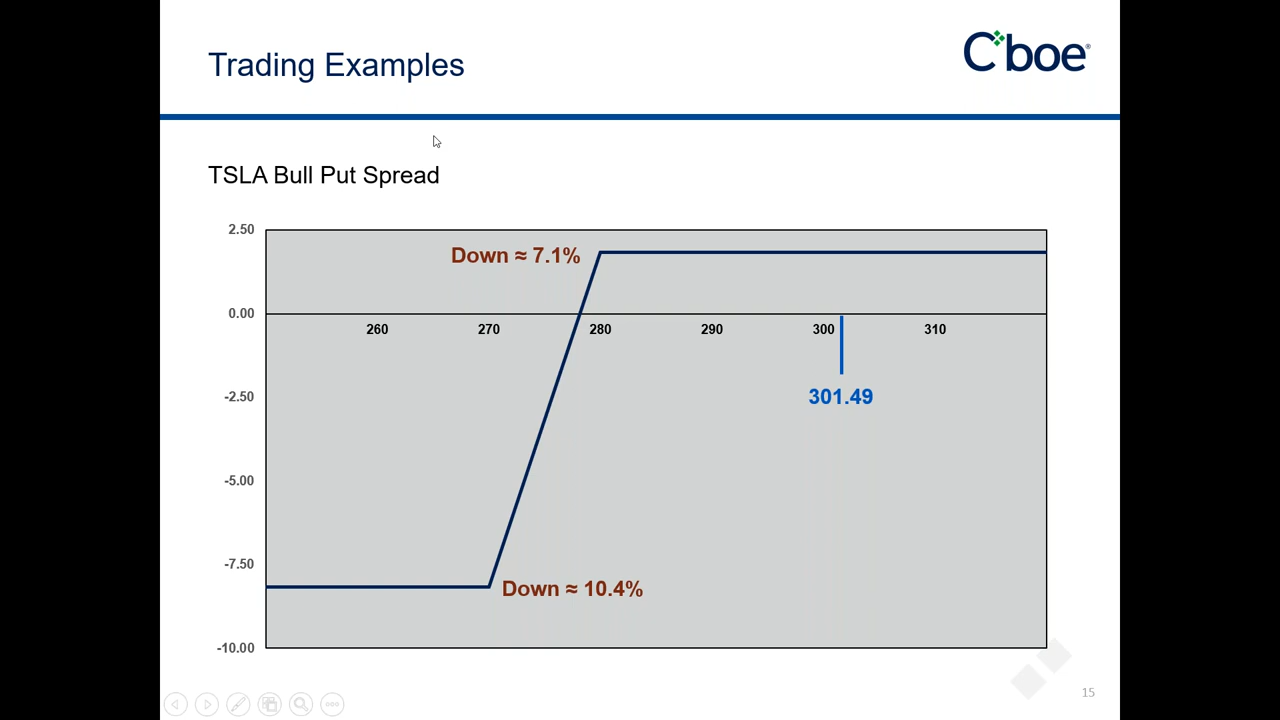 Trading Examples
Cboe®
TSLA Bull Put Spread
2.50
Down ≈ 7.1%
0.00
260 270 280 290 300 310
-2.50
301.49
-5.00
-7.50
Down ≈ 10.4%
-10.00
15